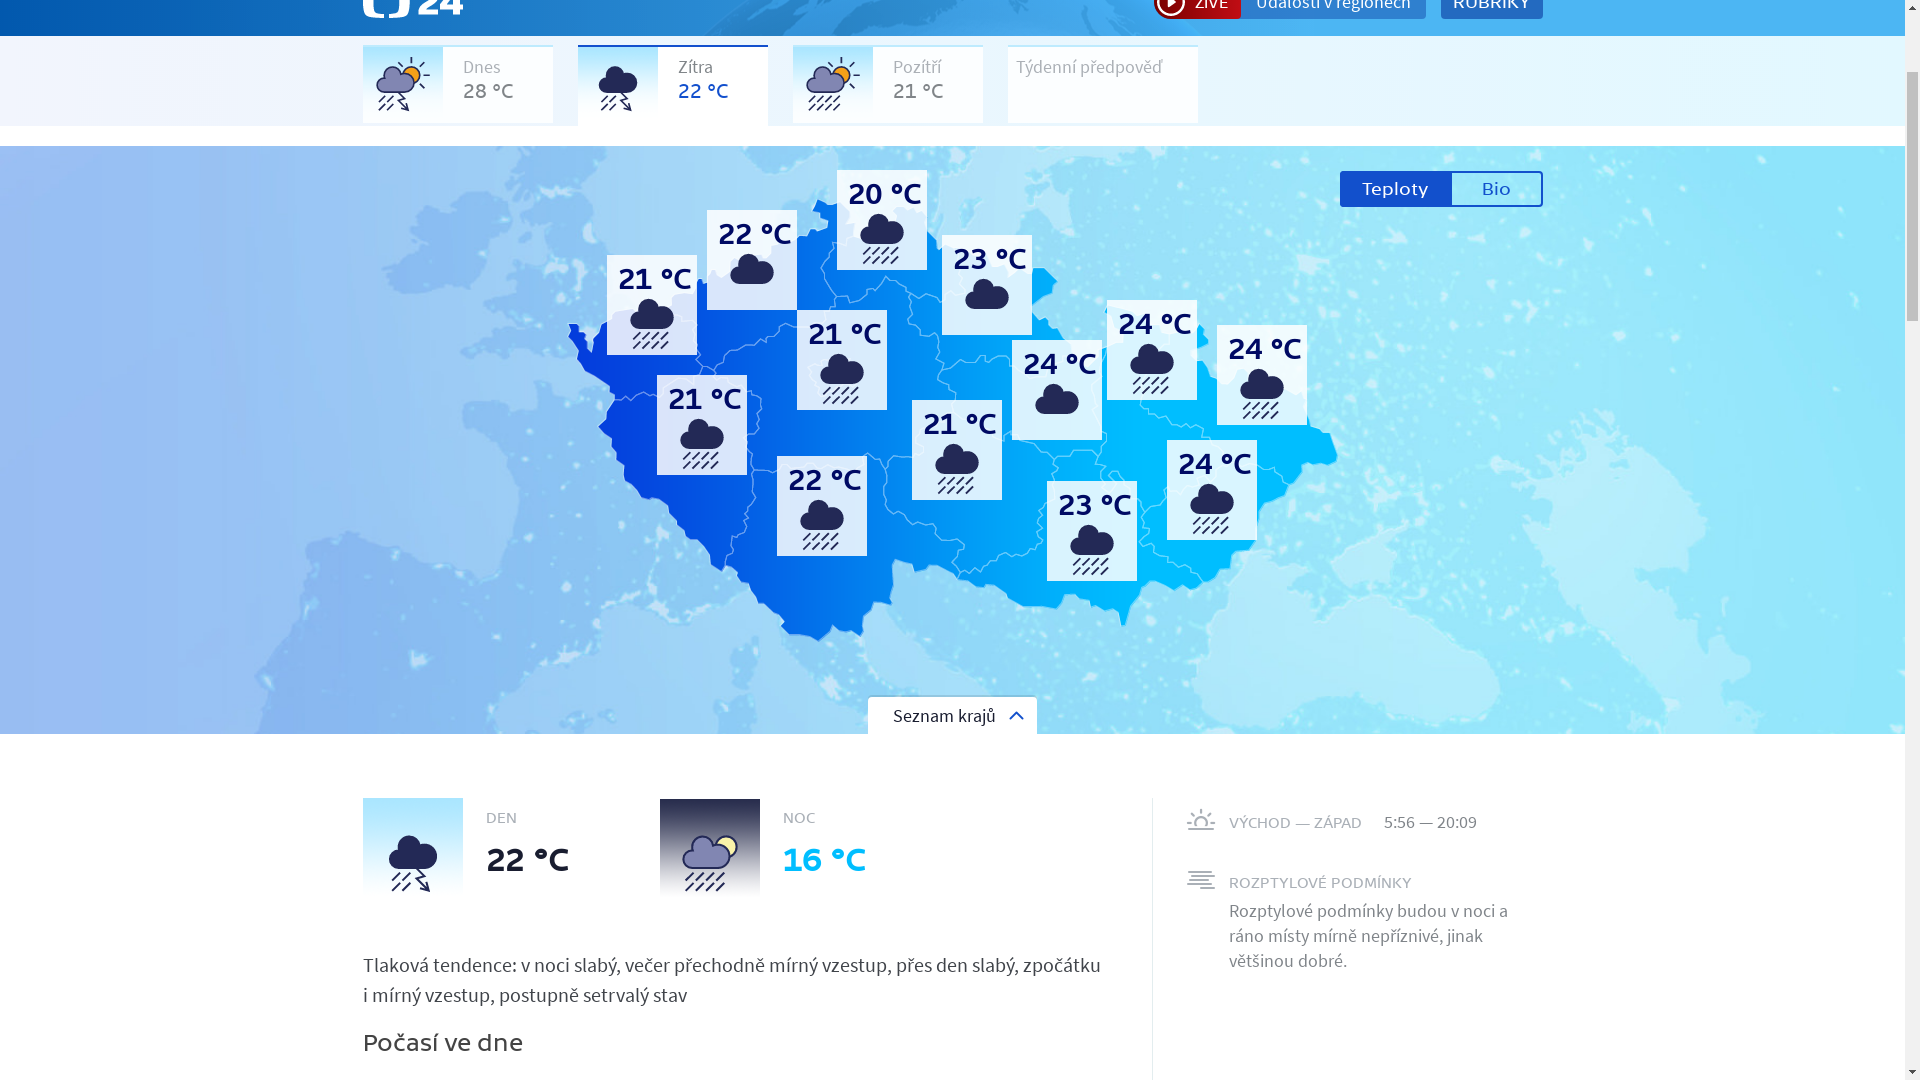 24
ŽIVĚ
Události v regionech
RUBRIKY
Dnes
28 °C
Zítra
22 °C
Pozítří
21 °C
Týdenní předpověď
Teploty
Bio
20 °C
22 °C
23 °C
21 °C
24 °C
21 °C
24 °C
24 °C
21 °C
21 °C
24 °C
22 °C
23 °C
Seznam krajů
DEN
22 °C
NOC
16 °C
VÝCHOD — ZÁPAD 5:56 — 20:09
ROZPTYLOVÉ PODMÍNKY
Rozptylové podmínky budou v noci a
ráno místy mírně nepříznivé, jinak
většinou dobré.
Tlaková tendence: v noci slabý, večer přechodně mírný vzestup, přes den slabý, zpočátku
i mírný vzestup, postupně setrvalý stav
Počasí ve dne